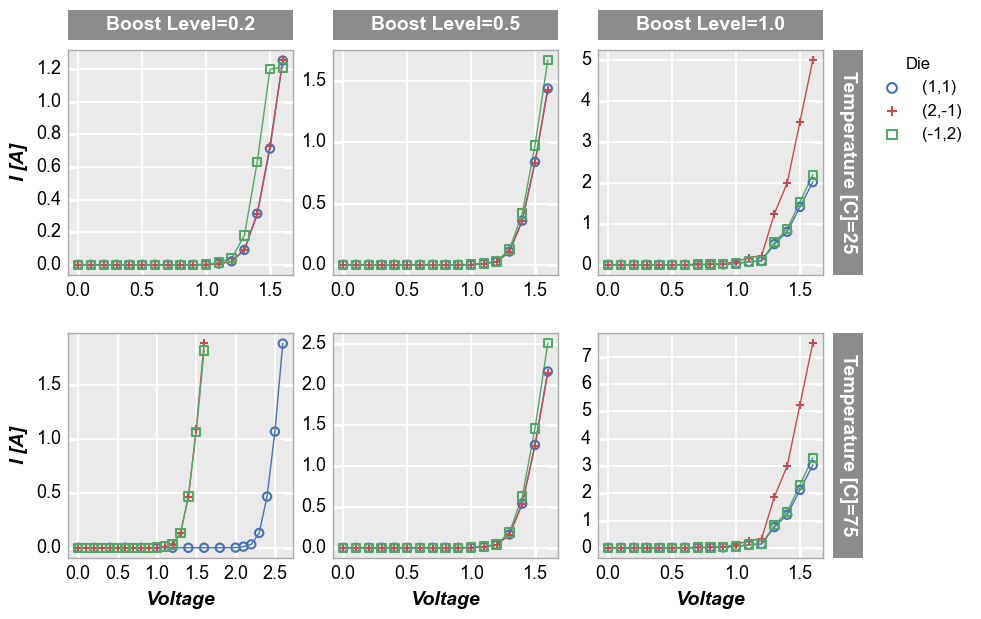 Boost Level=0.2 Boost Level=0.5 Boost Level=1.0
Die
(1,1)
(2,-1)
(-1,2)
I [A]
1.2
1.0
0.8
0.6
0.4
0.2
0.0
0.0 0.5 1.0 1.5
1.5
1.0
0.5
0.0
0.0 0.5 1.0 1.5
5
4
3
2
1
0
0.0 0.5 1.0 1.5
Temperature [C]=25
I [A]
1.5
1.0
0.5
0.0
0.0 0.5 1.0 1.5 2.0 2.5
Voltage
2.5
2.0
1.5
1.0
0.5
0.0
0.0 0.5 1.0 1.5
Voltage
7
6
5
4
3
2
1
0
0.0 0.5 1.0 1.5
Voltage
Temperature [C]=75